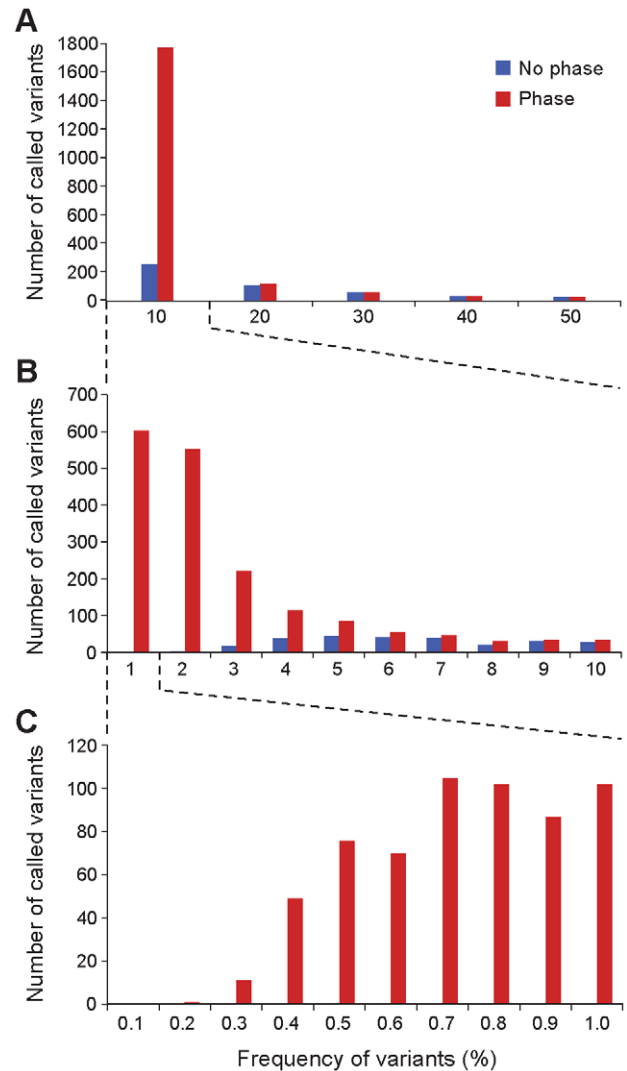 A
Number of called variants
1800
1600
1400
1200
1000
800
600
400
200
0
No phase
Phase
10 20 30 40 50
B
Number of called variants
700
600
500
400
300
200
100
0
1 2 3 4 5 6 7 8 9 10
C
Number of called variants
120
100
80
60
40
20
0
0.1 0.2 0.3 0.4 0.5 0.6 0.7 0.8 0.9 1.0
Frequency of variants (%)